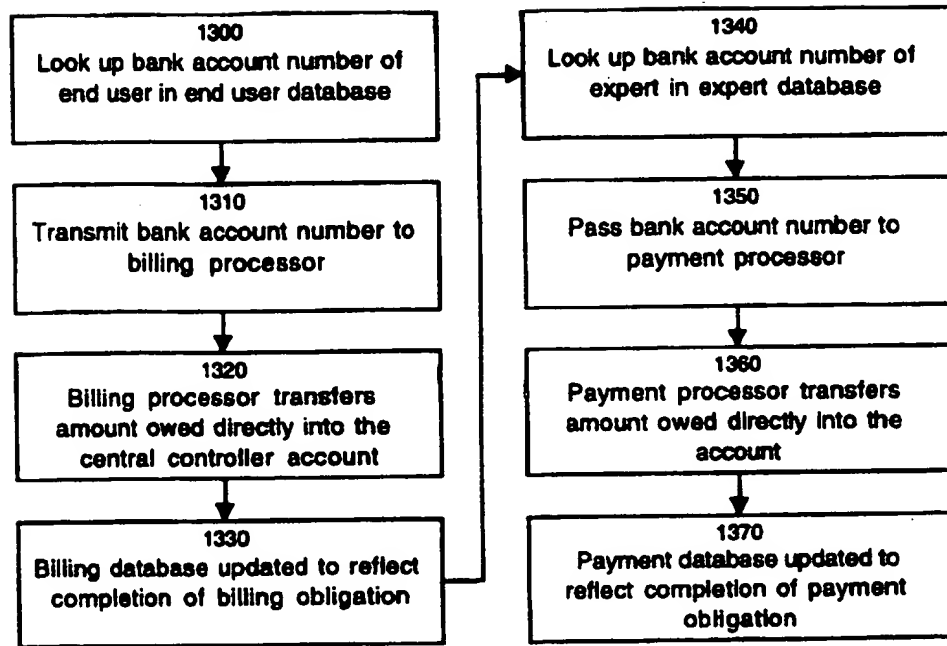 1300
Look up bank account number of
end user in end user database
1310
Transmit bank account number to
billing processor
1320
Billing processor transfers
amount owed directly into the
central controller account
1330
Billing database updated to reflect
completion of billing obligation
1340
Look up bank account number of
expert in expert database
1350
Pass bank account number to
payment processor
1360
Payment processor transfers
amount owed directly into the
account
1370
Payment database updated to
reflect completion of payment
obligation